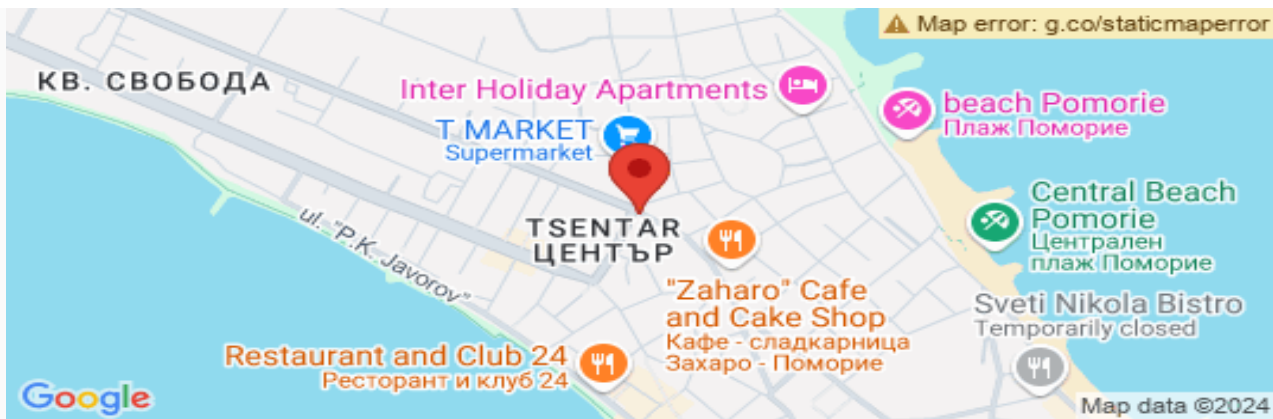 Map error: g.co/staticmaperror
КВ. СВОБОДА
Inter Holiday Apartments
beach Pomorie
Плаж Поморие
T MARKET
Supermarket
Central Beach
Pomorie
Централен
плаж Поморие
TSENTAR
ЦЕНТЪР
ul. "P.K. Javorov"
"Zaharo" Cafe
and Cake Shop
Кафе - сладкарница
Захаро - Поморие
Sveti Nikola Bistro
Temporarily closed
Restaurant and Club 24
Ресторант и клуб 24
Google
Map data ©2024